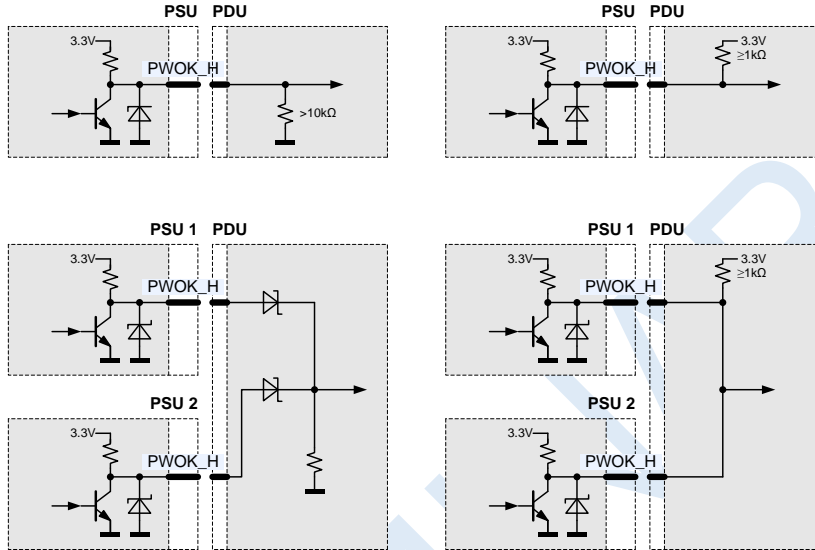 PSU PDU
3.3V
PWOK_H
>10kΩ
PSU PDU
3.3V
PWOK_H
3.3V
≥1kΩ
PSU 1 PDU
3.3V
PWOK_H
PSU 2
3.3V
PWOK_H
PSU 1 PDU
3.3V
PWOK_H
3.3V
≥1kΩ
PSU 2
3.3V
PWOK_H